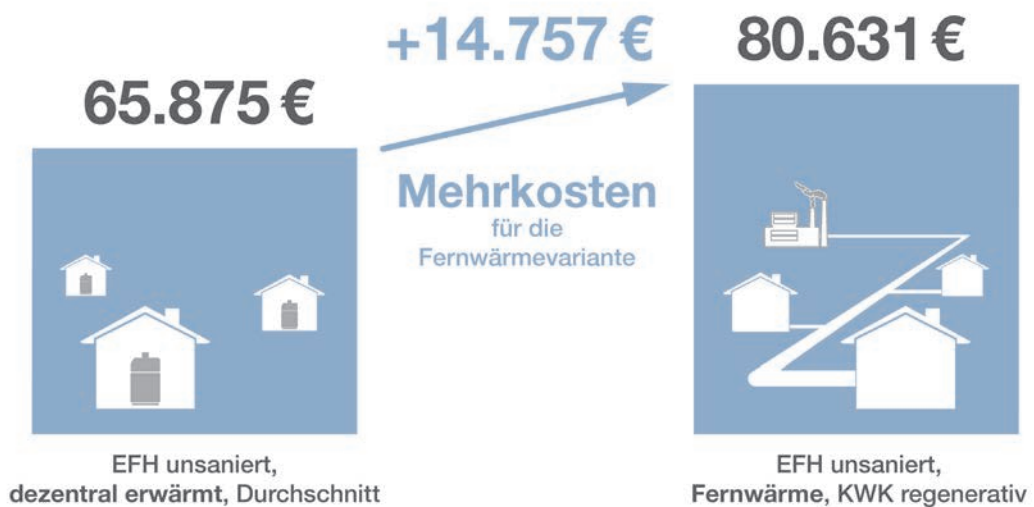 +14.757 €
80.631 €
65.875 €
Mehrkosten
für die
Fernwärmevariante
EFH unsaniert,
dezentral erwärmt, Durchschnitt
EFH unsaniert,
Fernwärme, KWK regenerativ